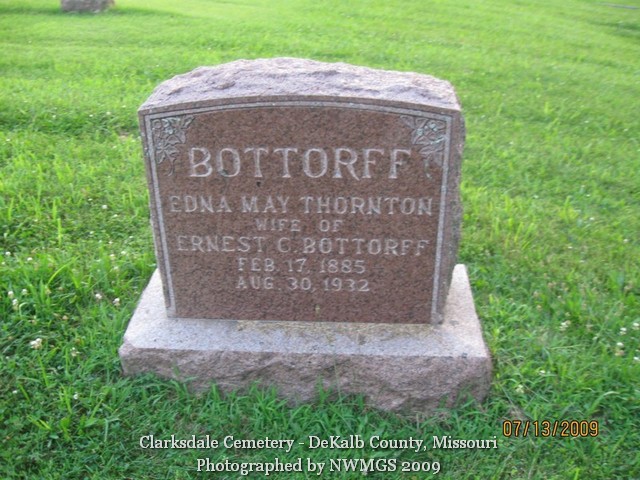 BOTTORFF
EDNA MAY THORNTON
WIFE OF
ERNEST C. BOTTORFF
FEB. 17, 1885
AUG. 30, 1932
07/13/2009
Clarksdale Cemetery - DeKalb County, Missouri
Photographed by NWMGS 2009